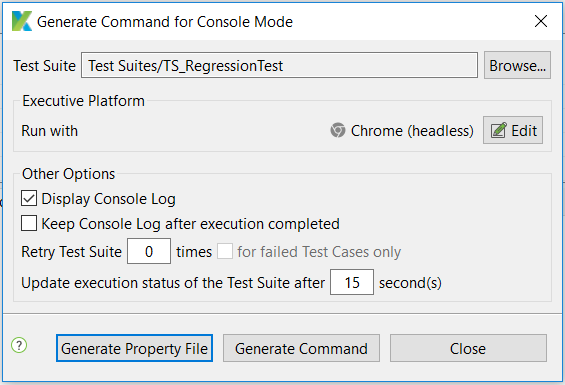 Generate Command for Console Mode
Test Suite Test Suites/TS_RegressionTest Browse...
Executive Platform
Run with Chrome (headless) Edit
Other Options
Display Console Log
Keep Console Log after execution completed
Retry Test Suite 0 times for failed Test Cases only
Update execution status of the Test Suite after 15 second(s)
? Generate Property File Generate Command Close